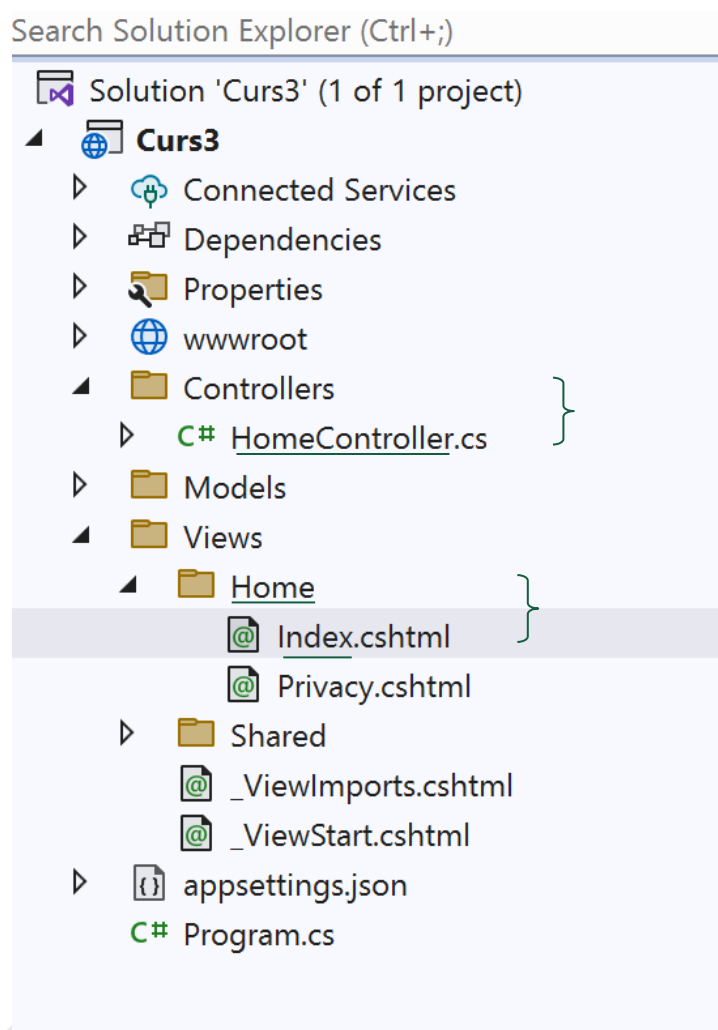 Search Solution Explorer (Ctrl+;)
Solution 'Curs3' (1 of 1 project)
Curs3
Connected Services
Dependencies
Properties
wwwroot
Controllers
C# HomeController.cs
Models
Views
Home
@ Index.cshtml
@ Privacy.cshtml
Shared
@ _ViewImports.cshtml
@ _ViewStart.cshtml
{} appsettings.json
C# Program.cs